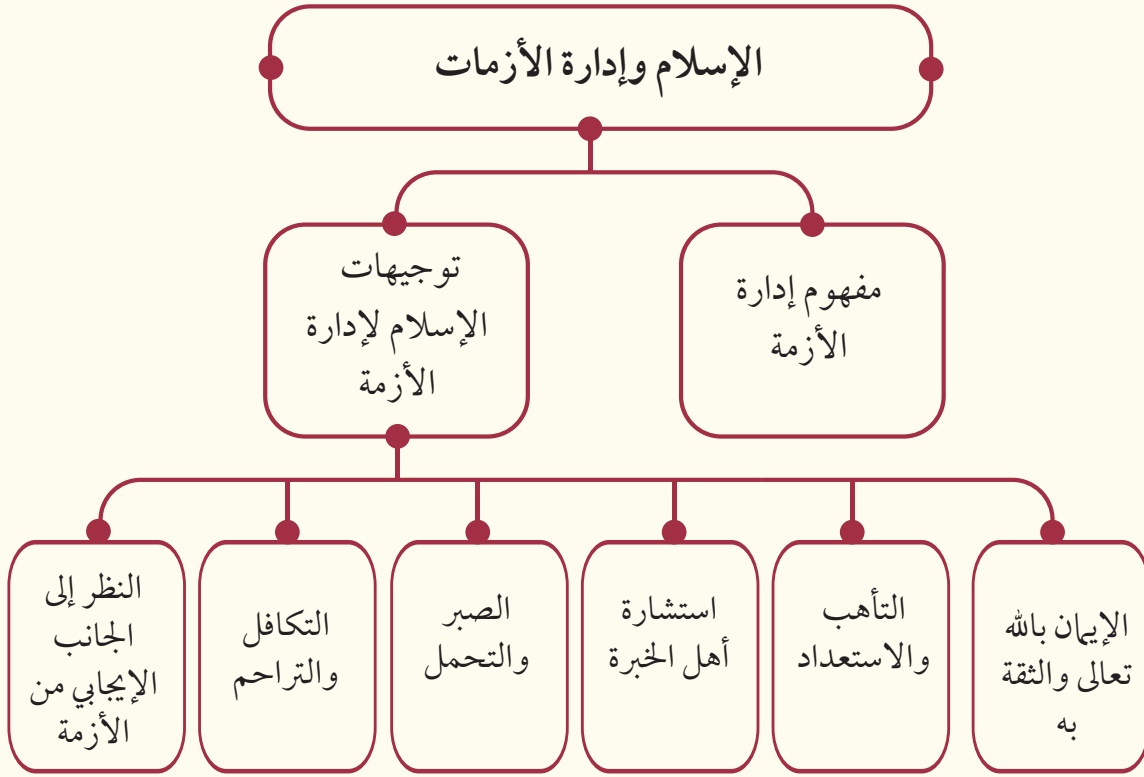 الإسلام وإدارة الأزمات
مفهوم إدارة
الأزمة
توجيهات
الإسلام لإدارة
الأزمة
الإيمان بالله
تعالى والثقة
به
التأهب
والاستعداد
استشارة
أهل الخبرة
الصبر
والتحمل
التكافل
والتراحم
النظر إلى
الجانب
الإيجابي من
الأزمة